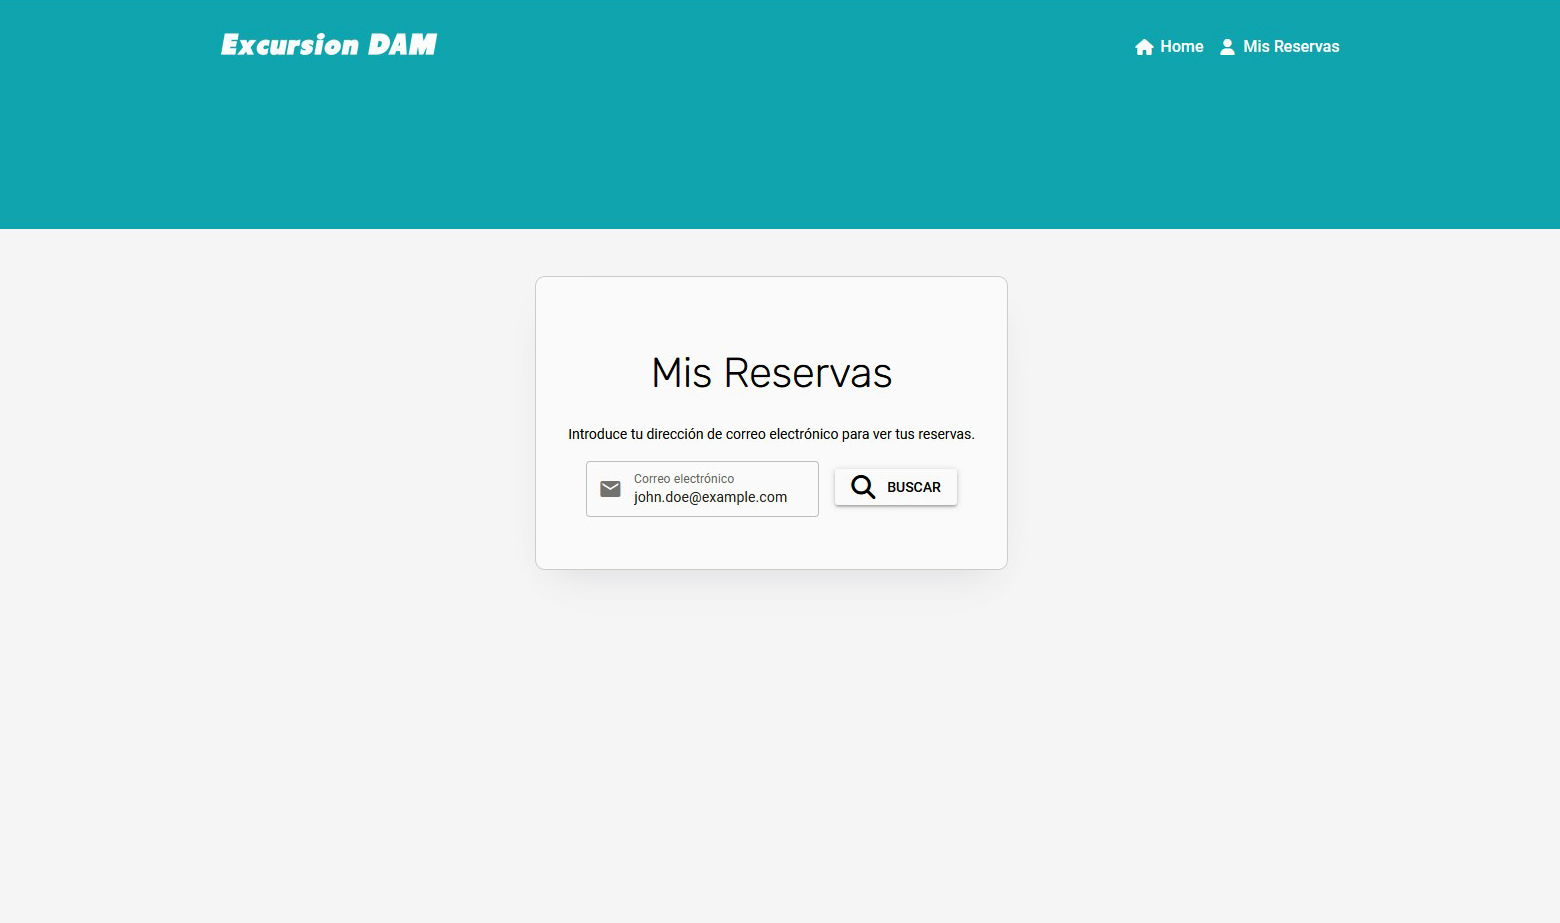 Excursion DAM
Home
Mis Reservas
Mis Reservas
Introduce tu dirección de correo electrónico para ver tus reservas.
Correo electrónico
john.doe@example.com
BUSCAR